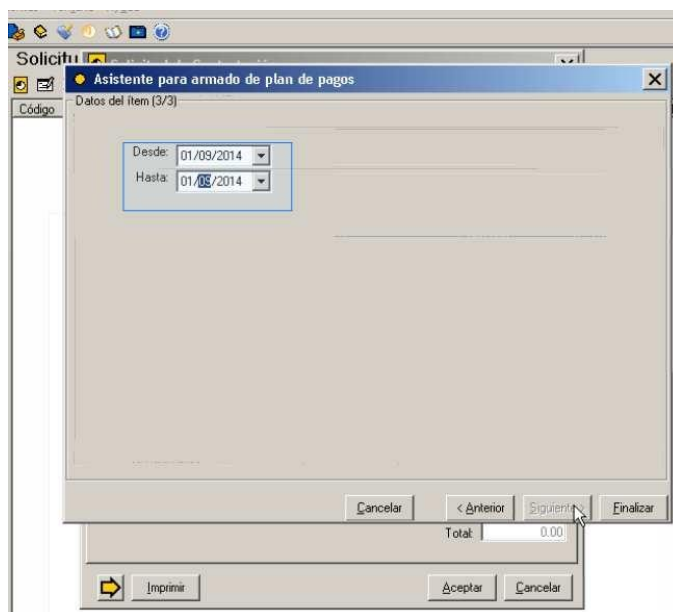 Solicitu
Asistente para armado de plan de pagos
Código
Datos del ítem (3/3)
Desde: 01/09/2014
Hasta: 01/09/2014
Cancelar < Anterior Siguiente > Finalizar
Total: 0.00
Imprimir Aceptar Cancelar